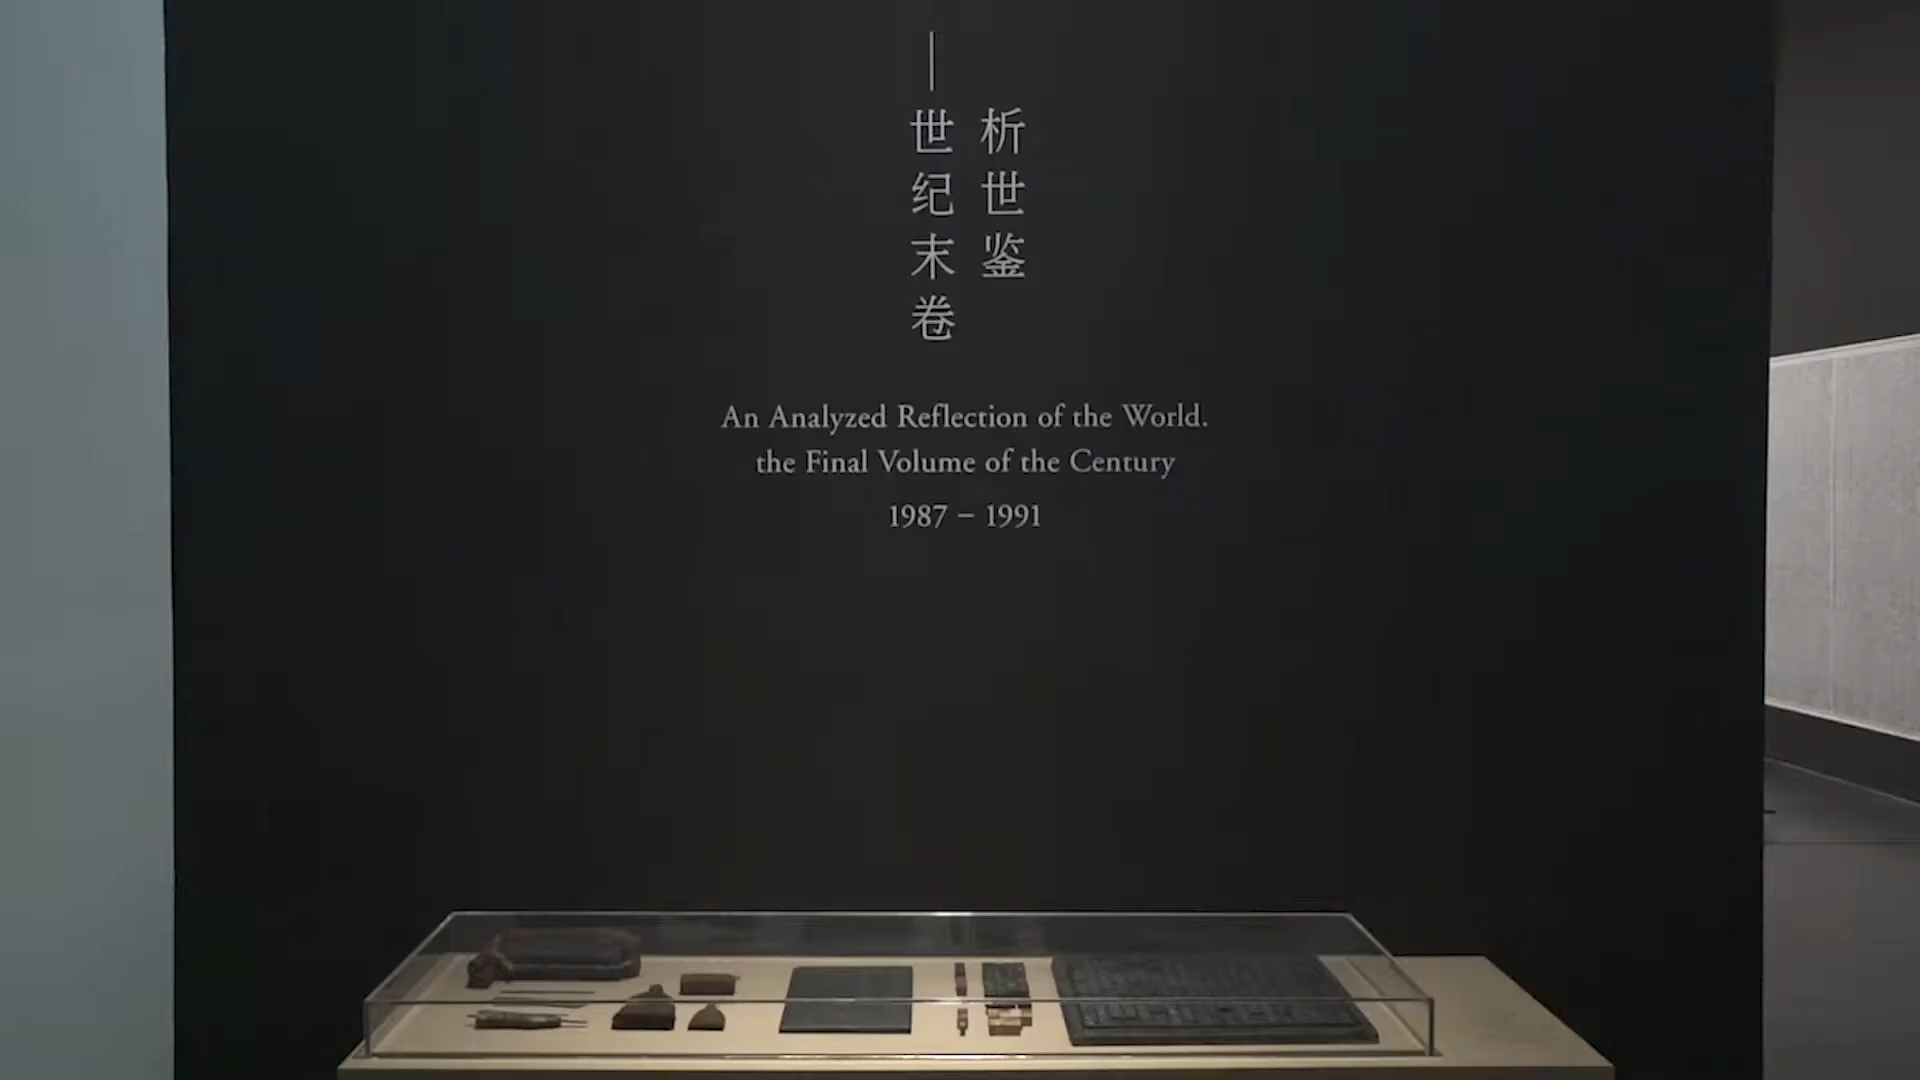 析世鉴
—世纪末卷
An Analyzed Reflection of the World.
the Final Volume of the Century
1987 – 1991